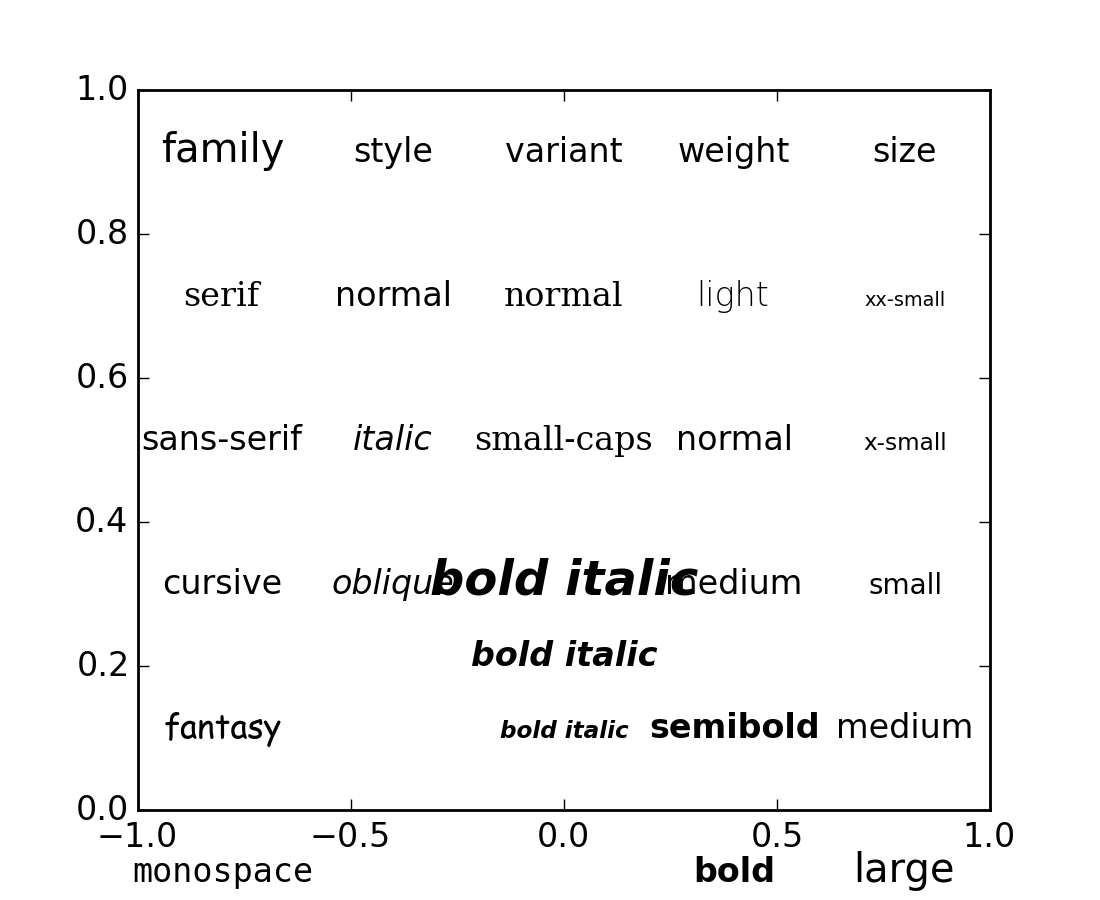 1.0
family style variant weight size
0.8
serif normal normal light xx-small
0.6
sans-serif italic small-caps normal x-small
0.4
cursive oblique bold italic medium small
0.2 bold italic
fantasy bold italic semibold medium
0.0
−1.0 −0.5 0.0 0.5 1.0
monospace bold large